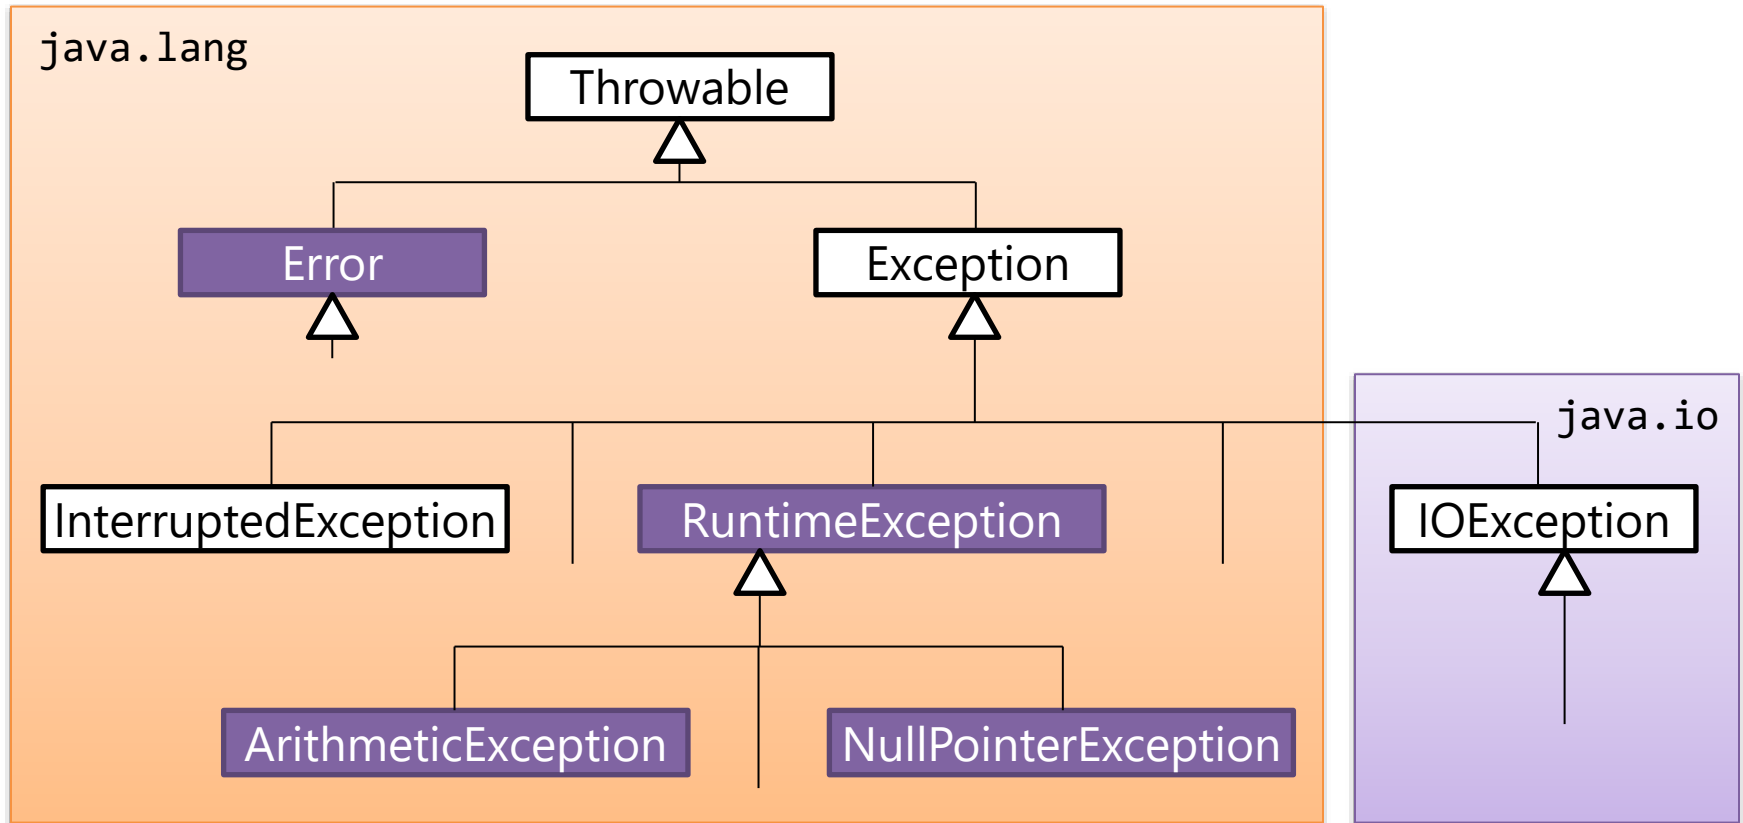 java.lang
Throwable
Error
Exception
java.io
InterruptedException
RuntimeException
IOException
ArithmeticException
NullPointerException